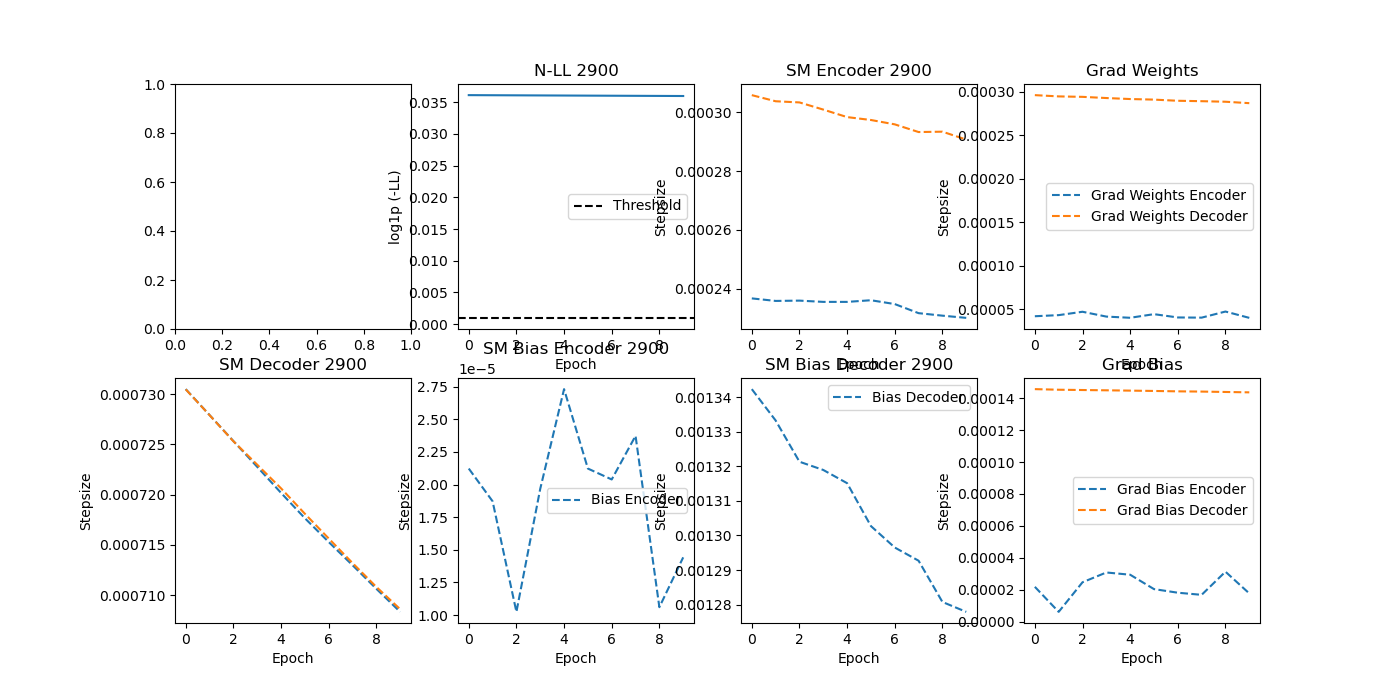 N-LL 2900
SM Encoder 2900
Grad Weights
1.0
0.8
0.6
0.4
0.2
0.0
0.0 0.2 0.4 0.6 0.8 1.0
log1p (-LL)
0.035
0.030
0.025
0.020
0.015
0.010
0.005
0.000
Threshold
0 2 4 6 8
Epoch
Stepsize
0.00030
0.00028
0.00026
0.00024
0 2 4 6 8
Epoch
Stepsize
0.00030
0.00025
0.00020
0.00015
0.00010
0.00005
Grad Weights Encoder
Grad Weights Decoder
0 2 4 6 8
Epoch
SM Decoder 2900
SM Bias Encoder 2900
SM Bias Decoder 2900
Grad Bias
Stepsize
0.000730
0.000725
0.000720
0.000715
0.000710
0 2 4 6 8
Epoch
1e−5
Stepsize
2.75
2.50
2.25
2.00
1.75
1.50
1.25
1.00
Bias Encoder
0 2 4 6 8
Epoch
Stepsize
0.00134
0.00133
0.00132
0.00131
0.00130
0.00129
0.00128
Bias Decoder
0 2 4 6 8
Epoch
Stepsize
0.00014
0.00012
0.00010
0.00008
0.00006
0.00004
0.00002
0.00000
Grad Bias Encoder
Grad Bias Decoder
0 2 4 6 8
Epoch